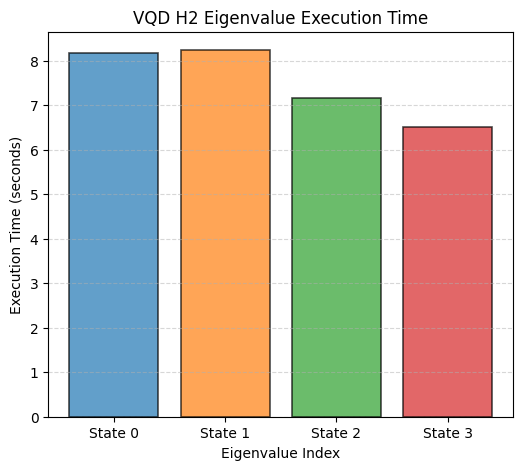 VQD H2 Eigenvalue Execution Time
Execution Time (seconds)
8
7
6
5
4
3
2
1
0
State 0 State 1 State 2 State 3
Eigenvalue Index